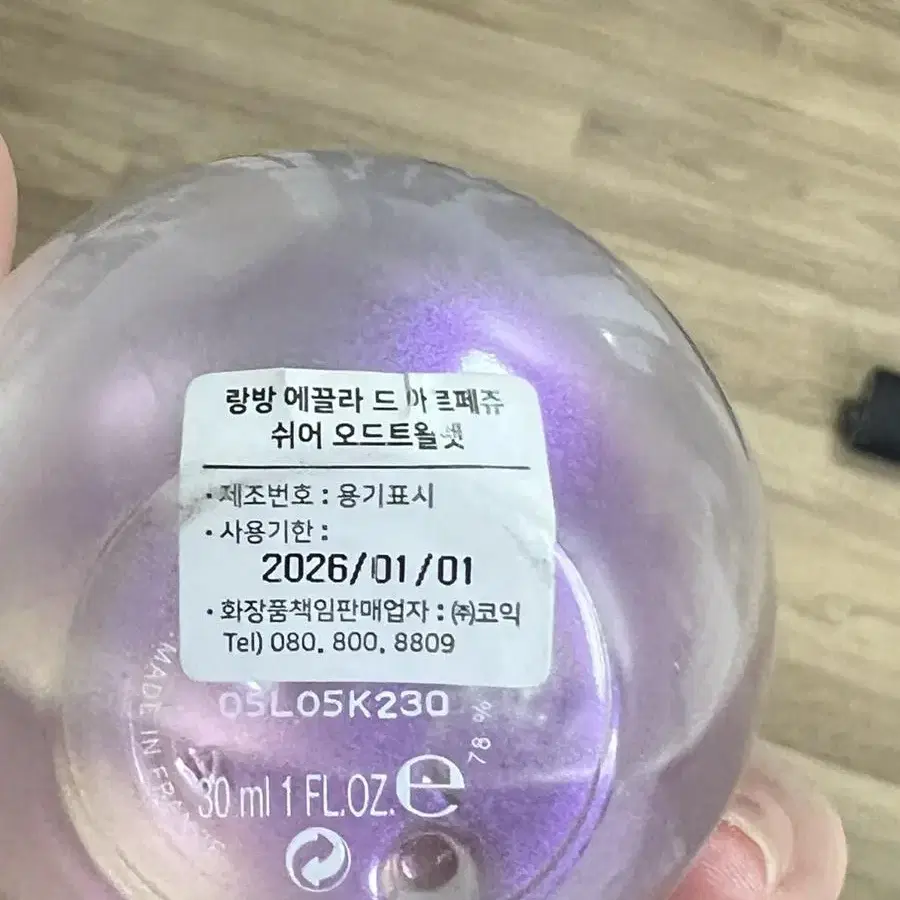 랑방 에끌라 드 아르페쥬
쉬어 오드트왈렛
· 제조번호 : 용기표시
· 사용기한 :
2026/01/01
· 화장품책임판매업자 : ㈜코익
Tel) 080. 800. 8809
05L05K230
78 %
MADE IN
30 ml 1 FL.OZ. e